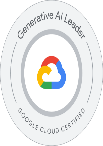 Generative AI Leader
GOOGLE CLOUD CERTIFIED